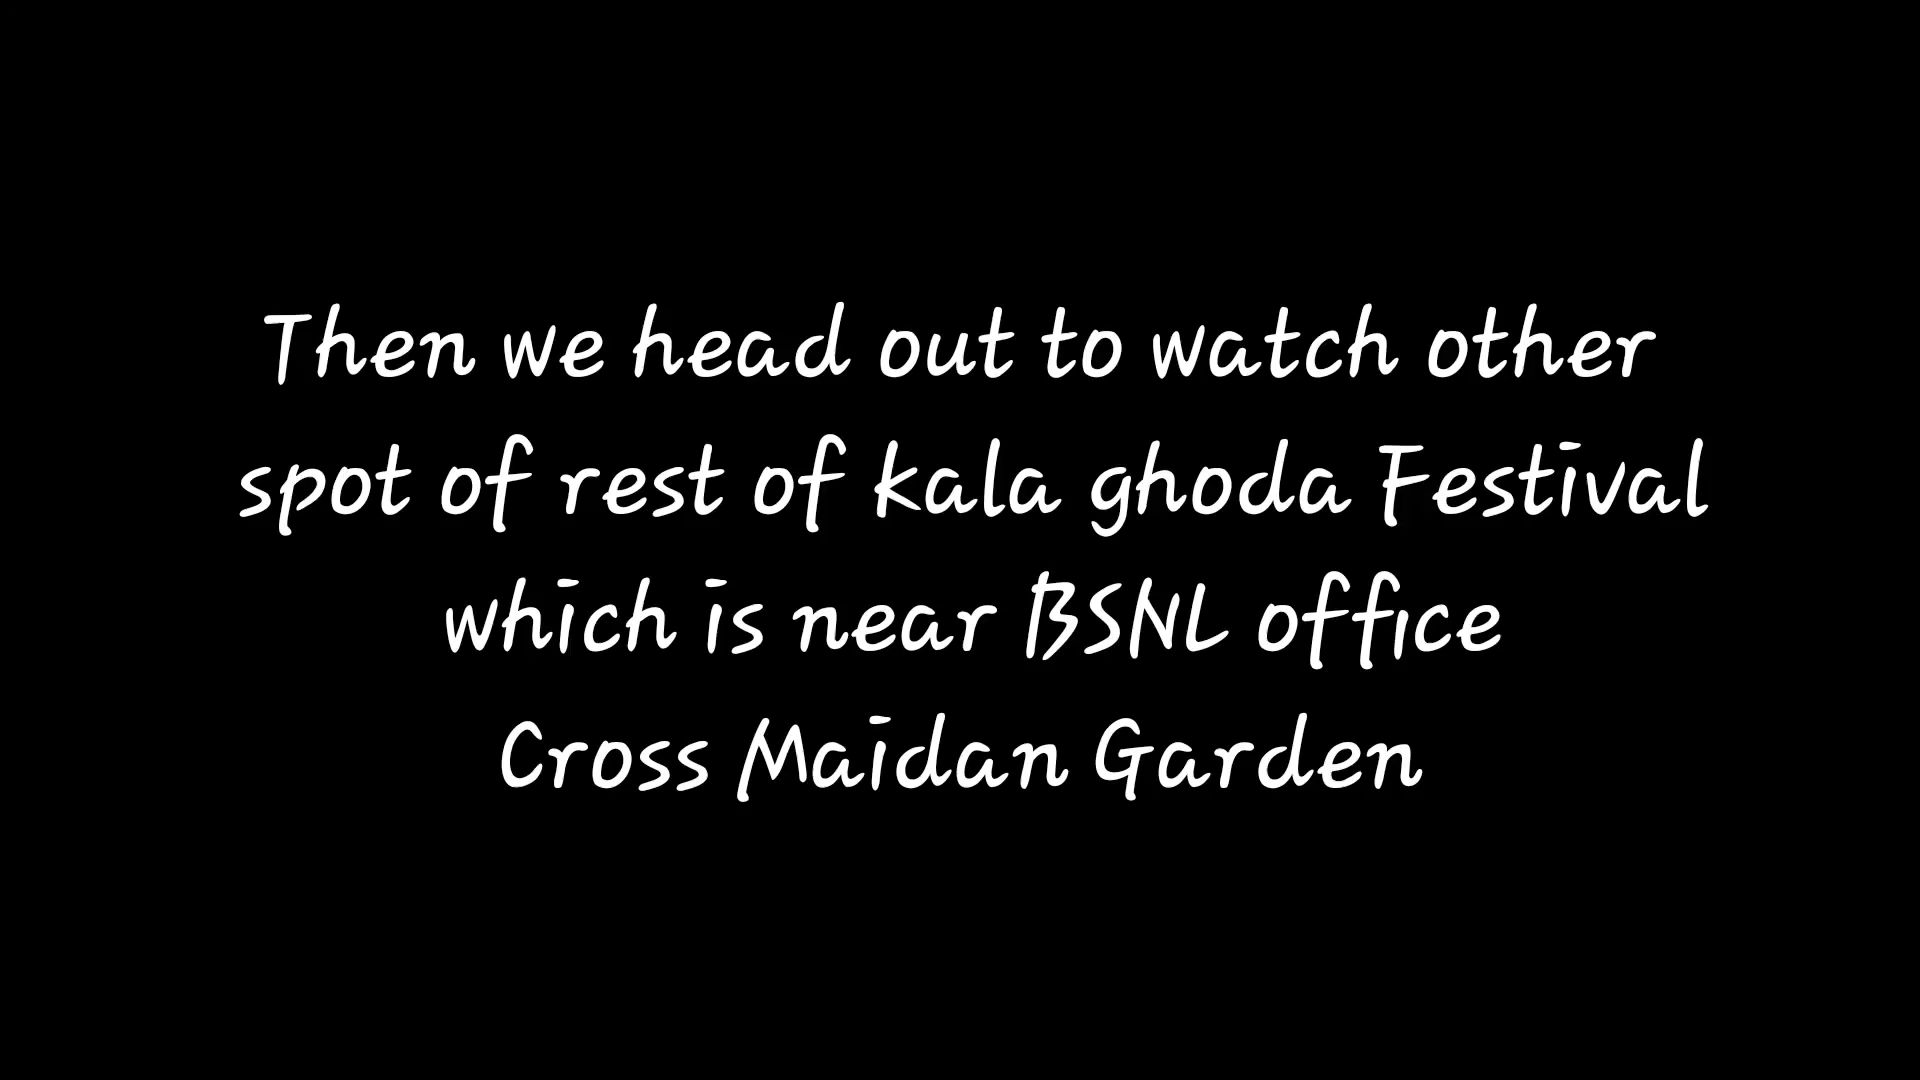 Then we head out to watch other
spot of rest of kala ghoda Festival
which is near BSNL office
Cross Maidan Garden